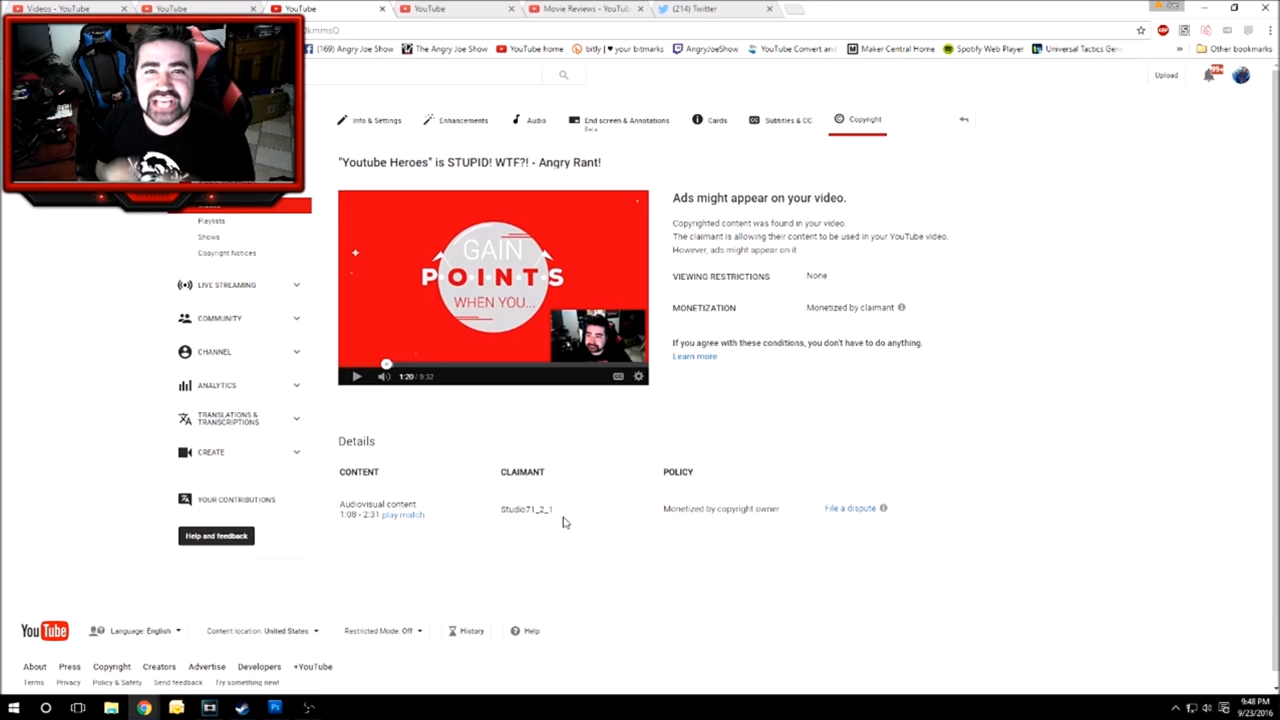 Videos - YouTube
YouTube
YouTube
YouTube
Movie Reviews - YouTub
(214) Twitter
kmmsQ
(169) Angry Joe Show
The Angry Joe Show
YouTube home
bitly | ♥ your bitmarks
AngryJoeShow
YouTube Convert and
Maker Central Home
Spotify Web Player
Universal Tactics Gen
»
Other bookmarks
Upload
99+
Info & Settings
Enhancements
Audio
End screen & Annotations
Beta
Cards
Subtitles & CC
Copyright
"Youtube Heroes" is STUPID! WTF?! - Angry Rant!
Playlists
Shows
Copyright Notices
LIVE STREAMING
COMMUNITY
CHANNEL
ANALYTICS
TRANSLATIONS &
TRANSCRIPTIONS
CREATE
YOUR CONTRIBUTIONS
Help and feedback
GAIN
POINTS
WHEN YOU...
1:20 / 9:32
Ads might appear on your video.
Copyrighted content was found in your video.
The claimant is allowing their content to be used in your YouTube video.
However, ads might appear on it
VIEWING RESTRICTIONS None
MONETIZATION Monetized by claimant
If you agree with these conditions, you don't have to do anything.
Learn more
Details
CONTENT CLAIMANT POLICY
Audiovisual content
1:08 - 2:31 play match
Studio71_2_1
Monetized by copyright owner
File a dispute
YouTube
Language: English
Content location: United States
Restricted Mode: Off
History
Help
About Press Copyright Creators Advertise Developers +YouTube
Terms Privacy Policy & Safety Send feedback Try something new!
9:48 PM
9/23/2016